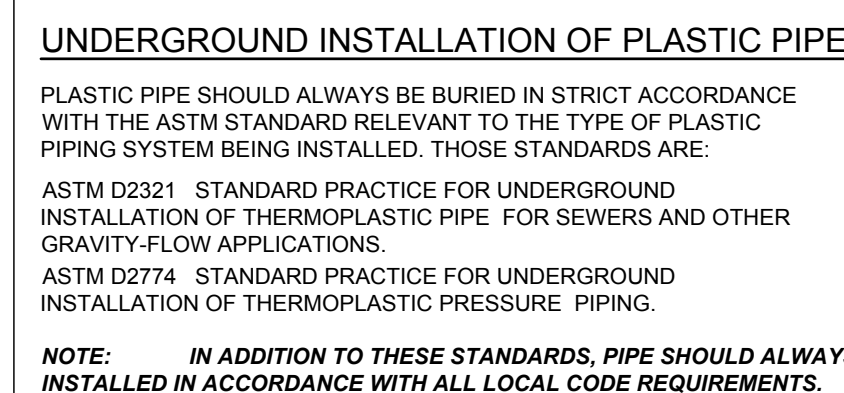 UNDERGROUND INSTALLATION OF PLASTIC PIPE
PLASTIC PIPE SHOULD ALWAYS BE BURIED IN STRICT ACCORDANCE
WITH THE ASTM STANDARD RELEVANT TO THE TYPE OF PLASTIC
PIPING SYSTEM BEING INSTALLED. THOSE STANDARDS ARE:
ASTM D2321 STANDARD PRACTICE FOR UNDERGROUND
INSTALLATION OF THERMOPLASTIC PIPE FOR SEWERS AND OTHER
GRAVITY-FLOW APPLICATIONS.
ASTM D2774 STANDARD PRACTICE FOR UNDERGROUND
INSTALLATION OF THERMOPLASTIC PRESSURE PIPING.
NOTE: IN ADDITION TO THESE STANDARDS, PIPE SHOULD ALWAYS
INSTALLED IN ACCORDANCE WITH ALL LOCAL CODE REQUIREMENTS.